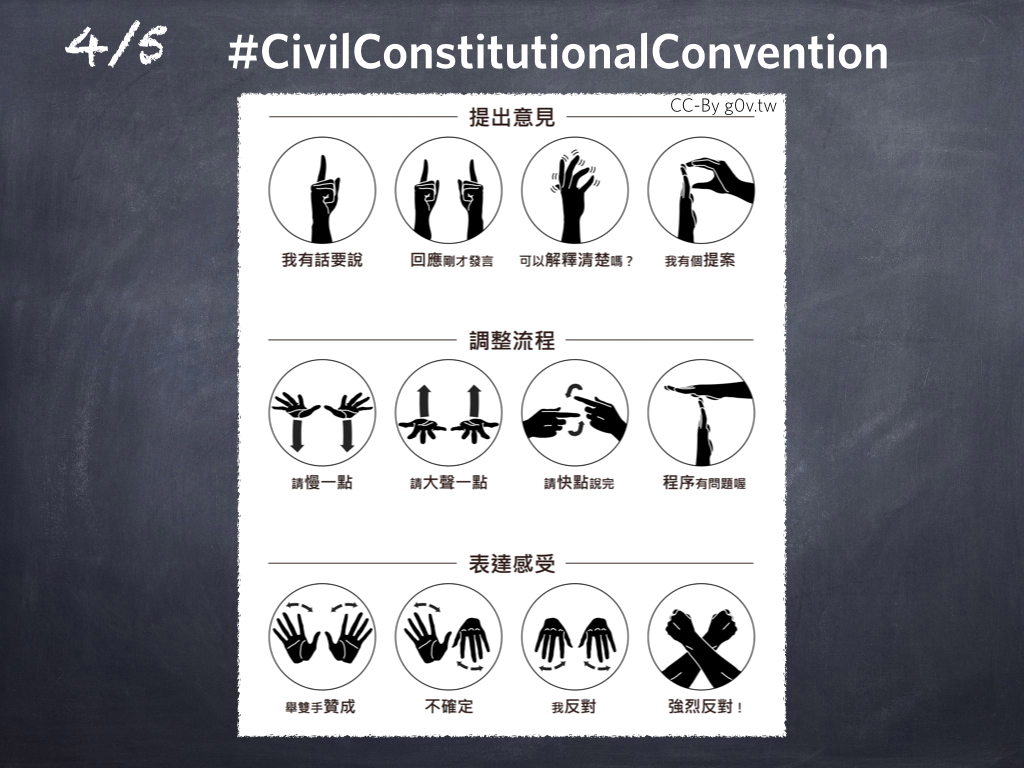 4/5
#CivilConstitutionalConvention
CC-By g0v.tw
提出意見
我有話要說
回應剛才發言
可以解釋清楚嗎？
我有個提案
調整流程
請慢一點
請大聲一點
請快點說完
程序有問題喔
表達感受
舉雙手贊成
不確定
我反對
強烈反對！